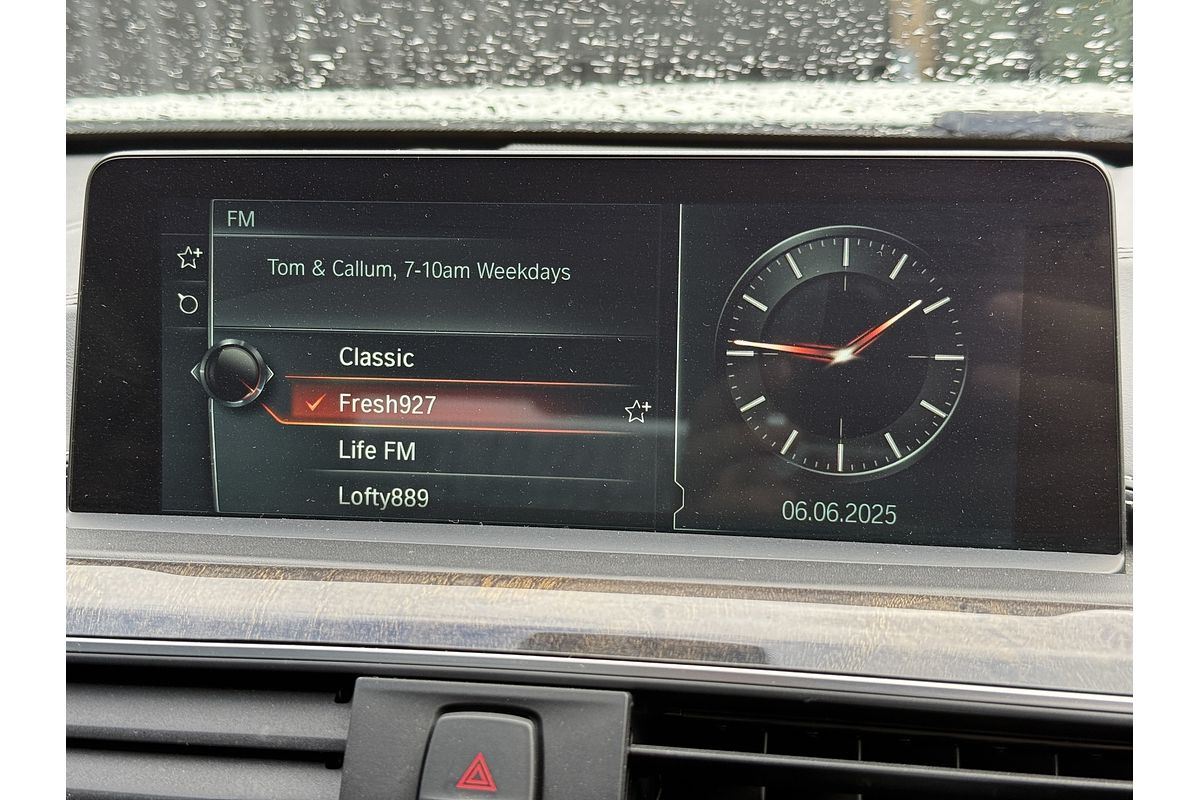 FM
Tom & Callum, 7-10am Weekdays
Classic
Fresh927
Life FM
Lofty889
06.06.2025